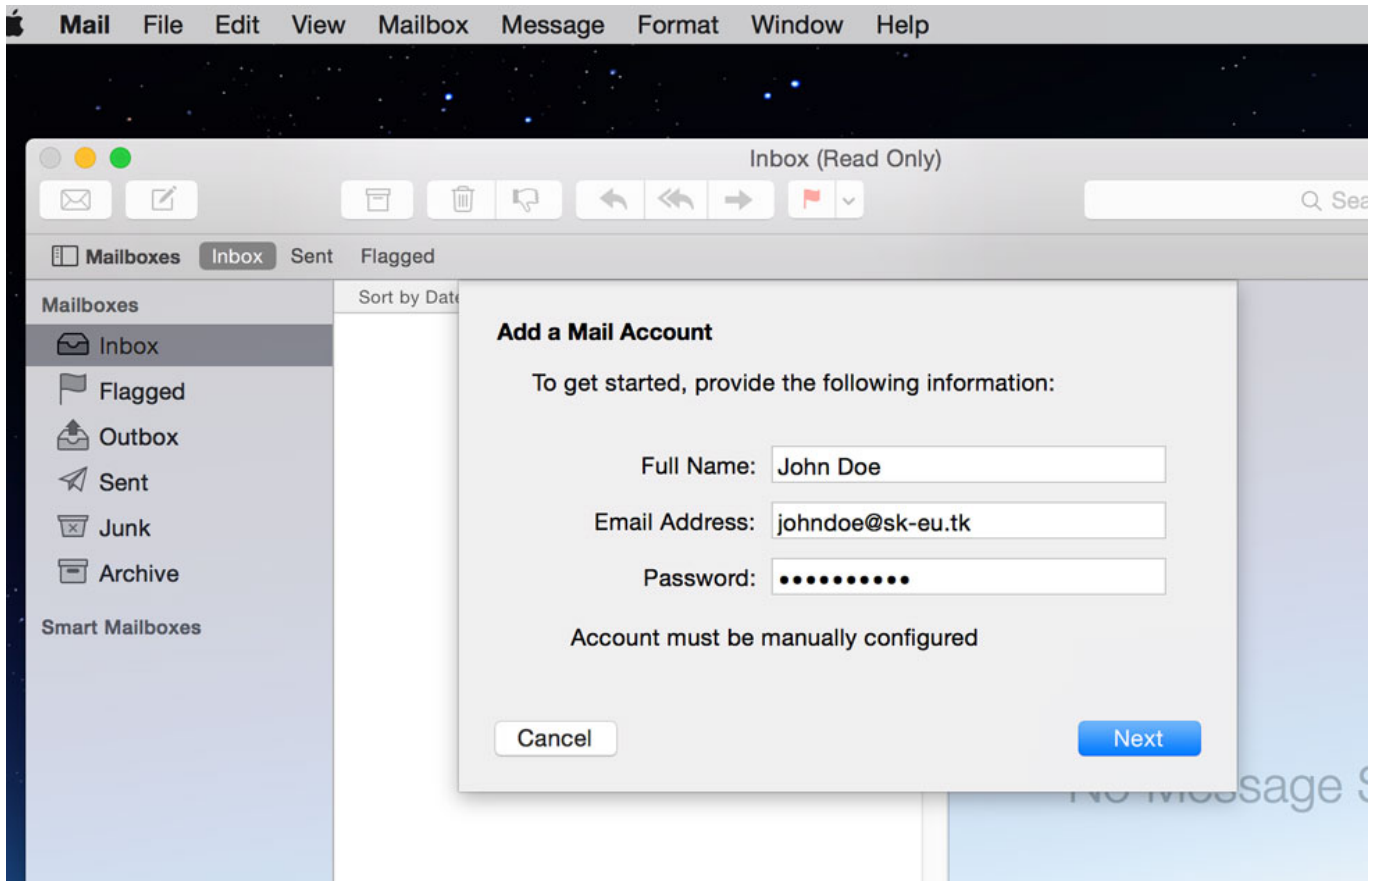 Mail File Edit View Mailbox Message Format Window Help
Inbox (Read Only)
Mailboxes Inbox Sent Flagged
Mailboxes
Inbox
Flagged
Outbox
Sent
Junk
Archive
Smart Mailboxes
Sort by
Add a Mail Account
To get started, provide the following information:
Full Name: John Doe
Email Address: johndoe@sk-eu.tk
Password: ••••••••••
Account must be manually configured
Cancel Next